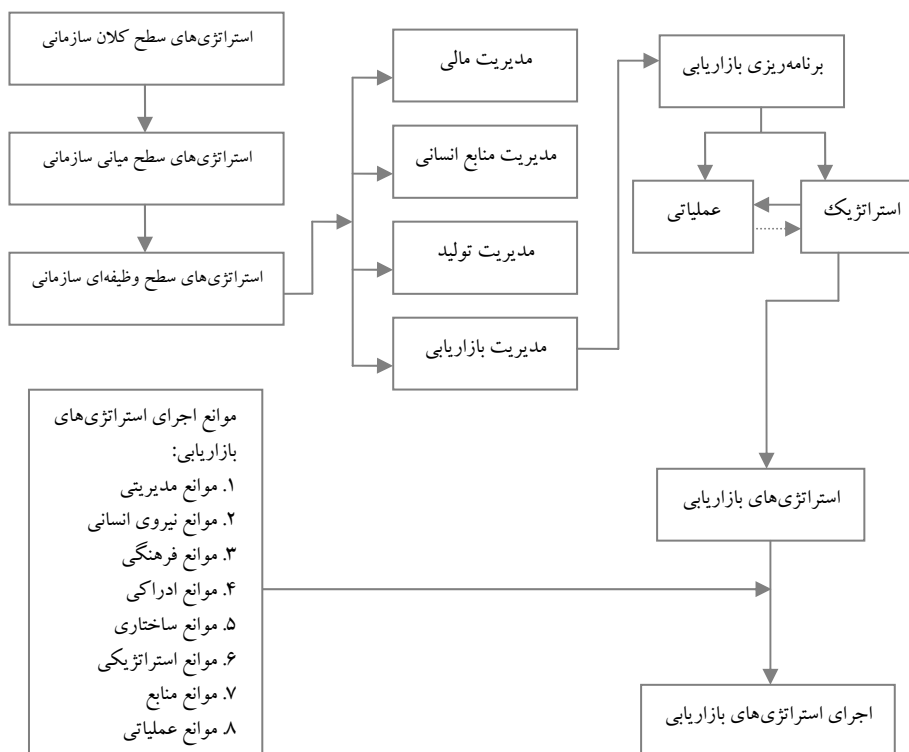 استراتژی‌های سطح کلان سازمانی
استراتژی‌های سطح میانی سازمانی
استراتژی‌های سطح وظیفه‌ای سازمانی
مدیریت مالی
مدیریت منابع انسانی
مدیریت تولید
مدیریت بازاریابی
برنامه‌ریزی بازاریابی
استراتژیك
عملیاتی
استراتژی‌های بازاریابی
موانع اجرای استراتژی‌های
بازاریابی:
۱. موانع مدیریتی
۲. موانع نیروی انسانی
۳. موانع فرهنگی
۴. موانع ادراکی
۵. موانع ساختاری
۶. موانع استراتژیکی
۷. موانع منابع
۸. موانع عملیاتی
اجرای استراتژی‌های بازاریابی